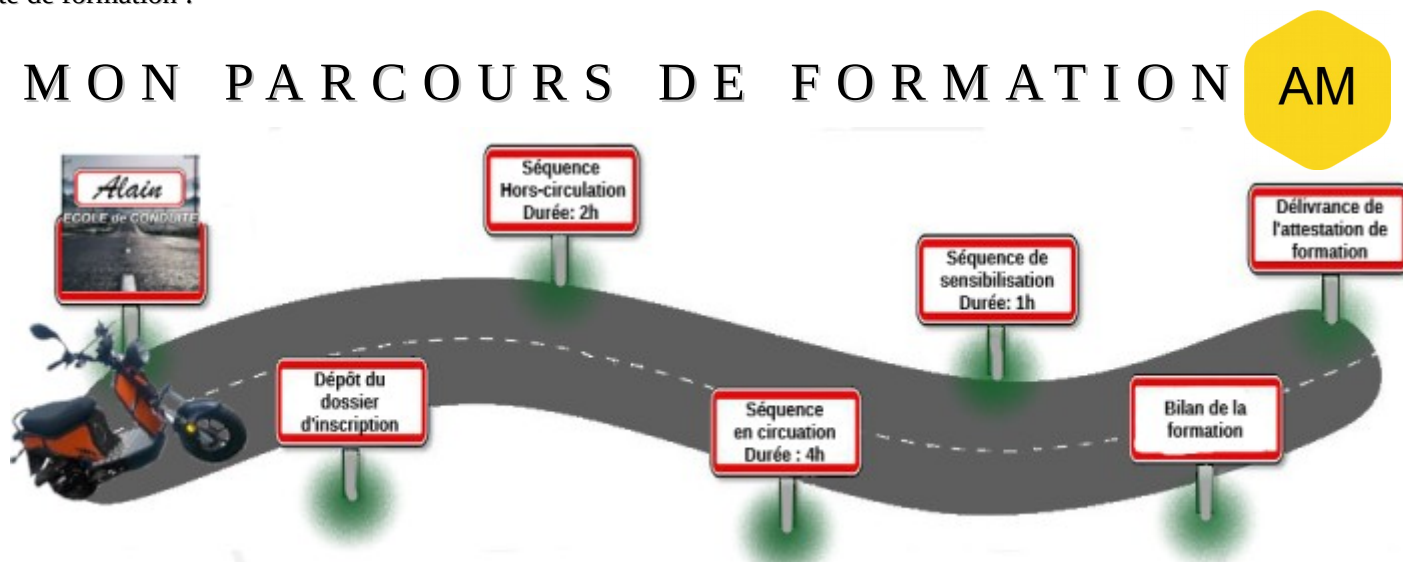 de formation :
MON PARCOURS DE FORMATION
AM
Alain
ECOLE de CONDUITE
Dépôt du
dossier
d'inscription
Séquence
Hors-circulation
Durée: 2h
Séquence
en circuation
Durée : 4h
Séquence de
sensibilisation
Durée: 1h
Bilan de la
formation
Délivrance de
l'attestation de
formation